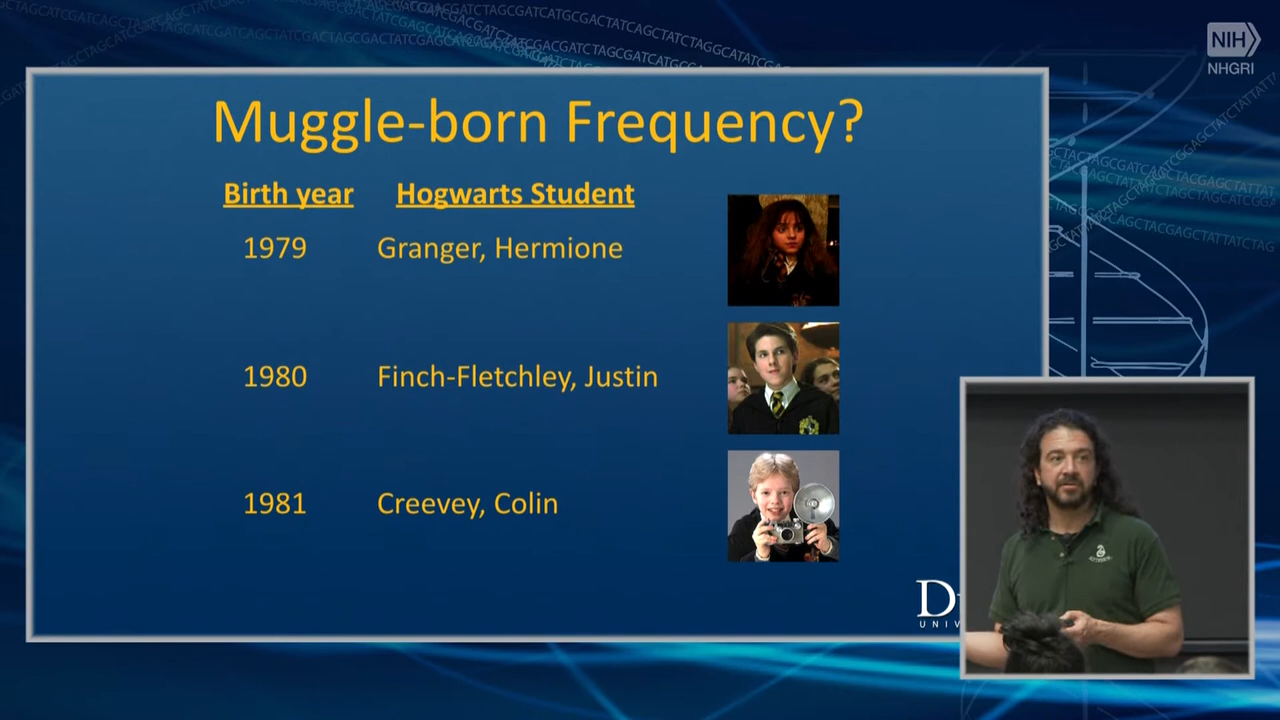 NIH
NHGRI
Muggle-born Frequency?
Birth year Hogwarts Student
1979 Granger, Hermione
1980 Finch-Fletchley, Justin
1981 Creevey, Colin
D
UNIV